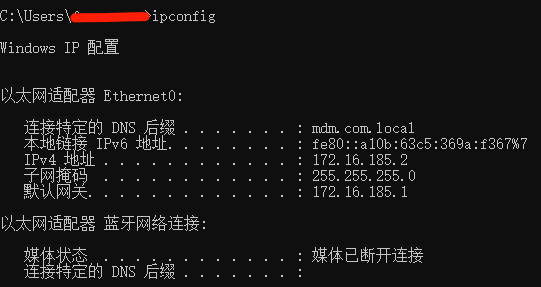 C:\Users\>ipconfig
Windows IP 配置
以太网适配器 Ethernet0:
连接特定的 DNS 后缀 . . . . . . . : mdm.com.local
本地链接 IPv6 地址. . . . . . . . : fe80::a10b:63c5:369a:f367%7
IPv4 地址 . . . . . . . . . . . . : 172.16.185.2
子网掩码 . . . . . . . . . . . . : 255.255.255.0
默认网关. . . . . . . . . . . . . : 172.16.185.1
以太网适配器 蓝牙网络连接:
媒体状态 . . . . . . . . . . . . : 媒体已断开连接
连接特定的 DNS 后缀 . . . . . . . :